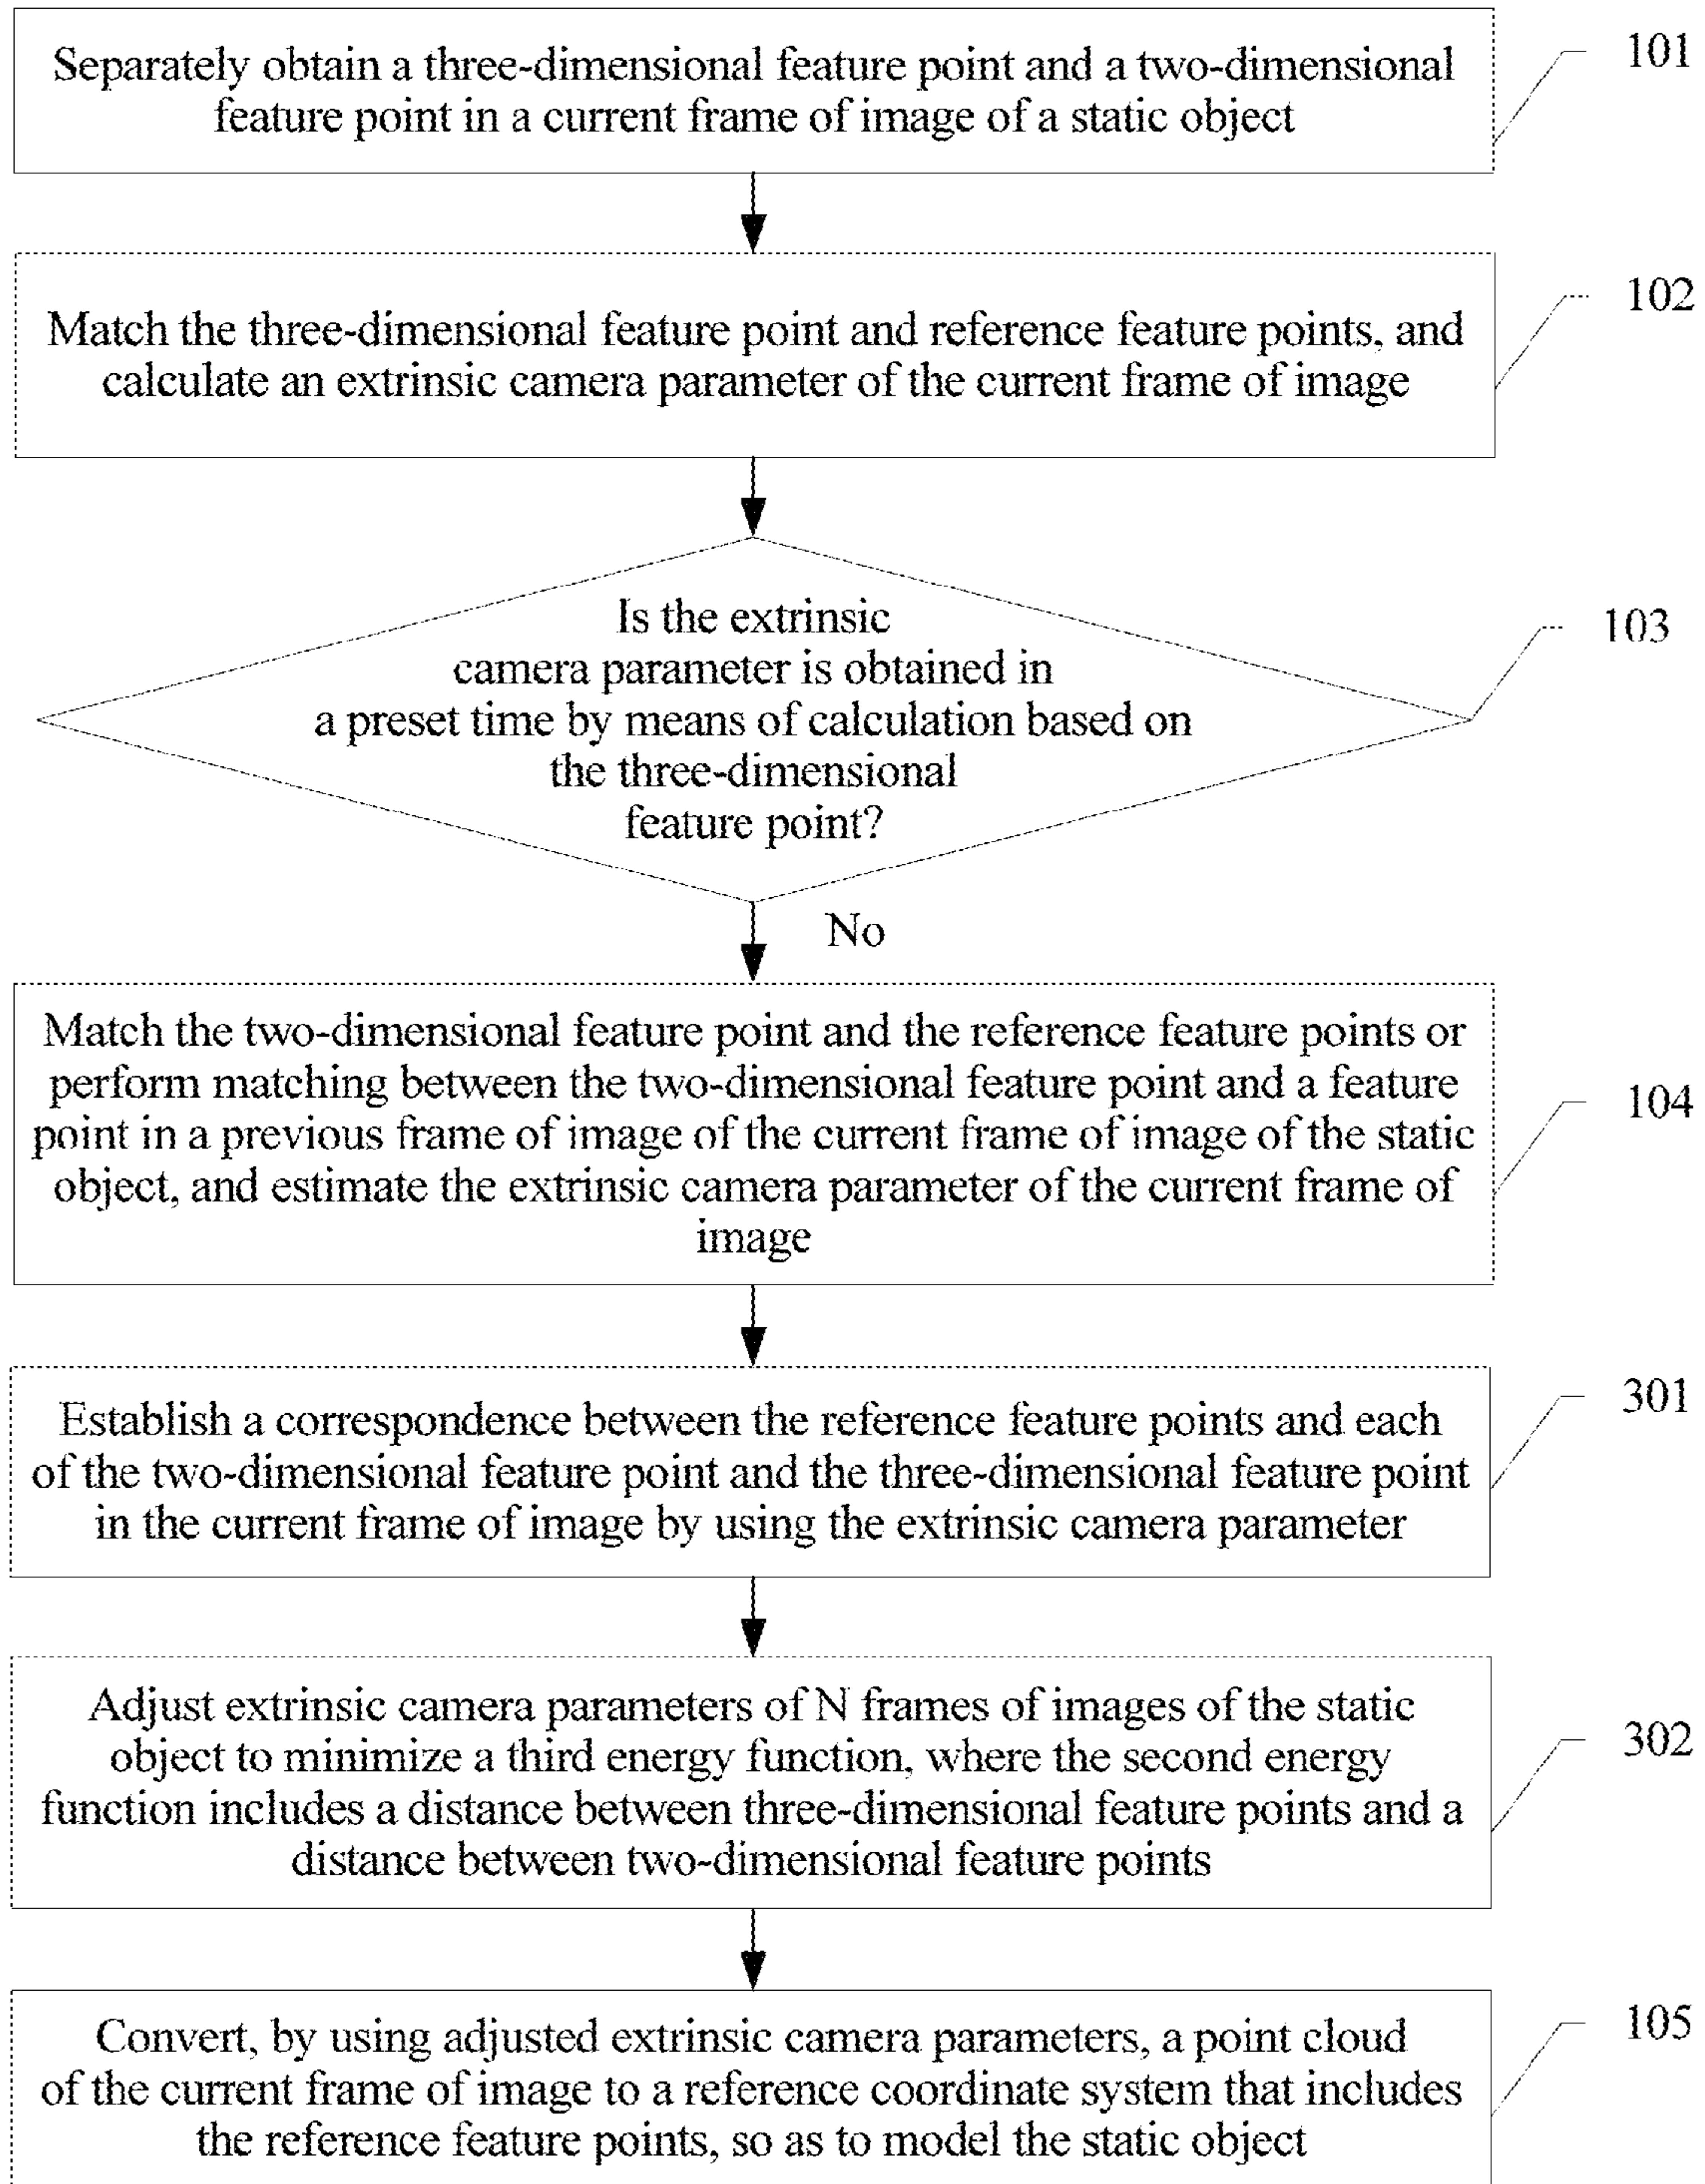 Separately obtain a three-dimensional feature point and a two-dimensional
feature point in a current frame of image of a static object
101
Match the three-dimensional feature point and reference feature points, and
calculate an extrinsic camera parameter of the current frame of image
102
Is the extrinsic
camera parameter is obtained in
a preset time by means of calculation based on
the three-dimensional
feature point?
103
No
Match the two-dimensional feature point and the reference feature points or
perform matching between the two-dimensional feature point and a feature
point in a previous frame of image of the current frame of image of the static
object, and estimate the extrinsic camera parameter of the current frame of
image
104
Establish a correspondence between the reference feature points and each
of the two-dimensional feature point and the three-dimensional feature point
in the current frame of image by using the extrinsic camera parameter
301
Adjust extrinsic camera parameters of N frames of images of the static
object to minimize a third energy function, where the second energy
function includes a distance between three-dimensional feature points and a
distance between two-dimensional feature points
302
Convert, by using adjusted extrinsic camera parameters, a point cloud
of the current frame of image to a reference coordinate system that includes
the reference feature points, so as to model the static object
105